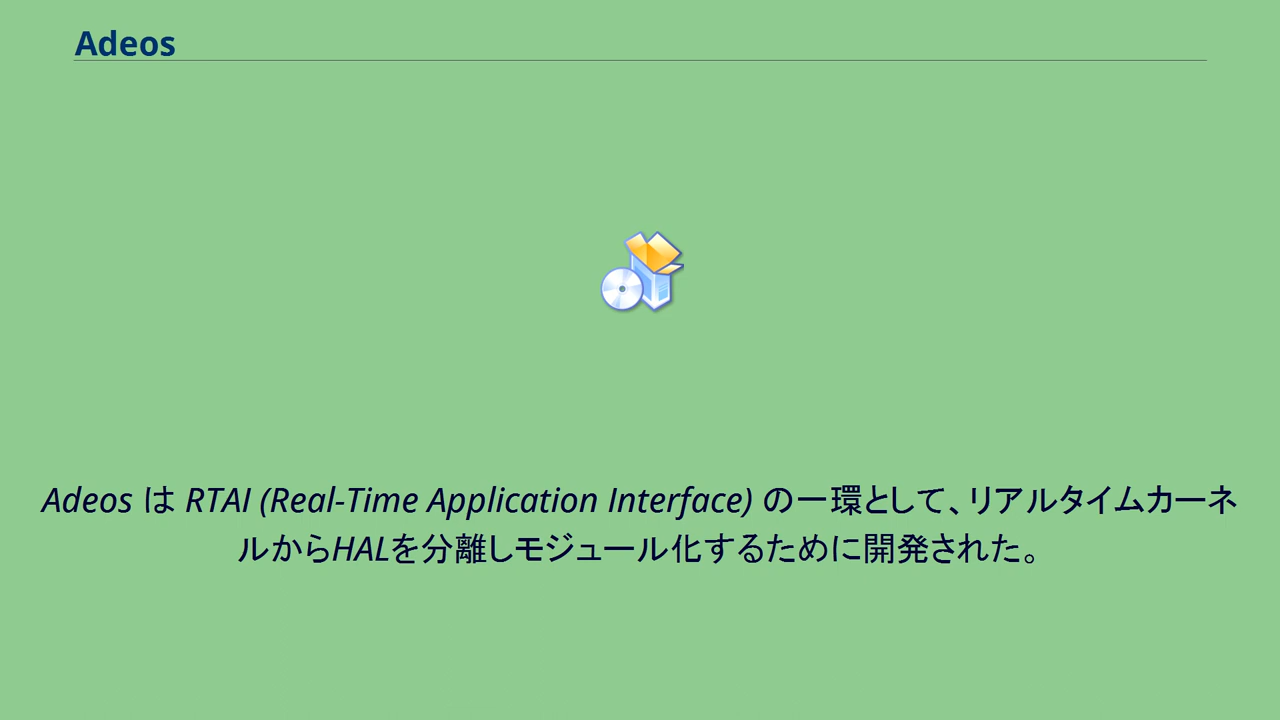 Adeos
Adeos は RTAI (Real-Time Application Interface) の一環として、リアルタイムカーネ
ルからHALを分離しモジュール化するために開発された。